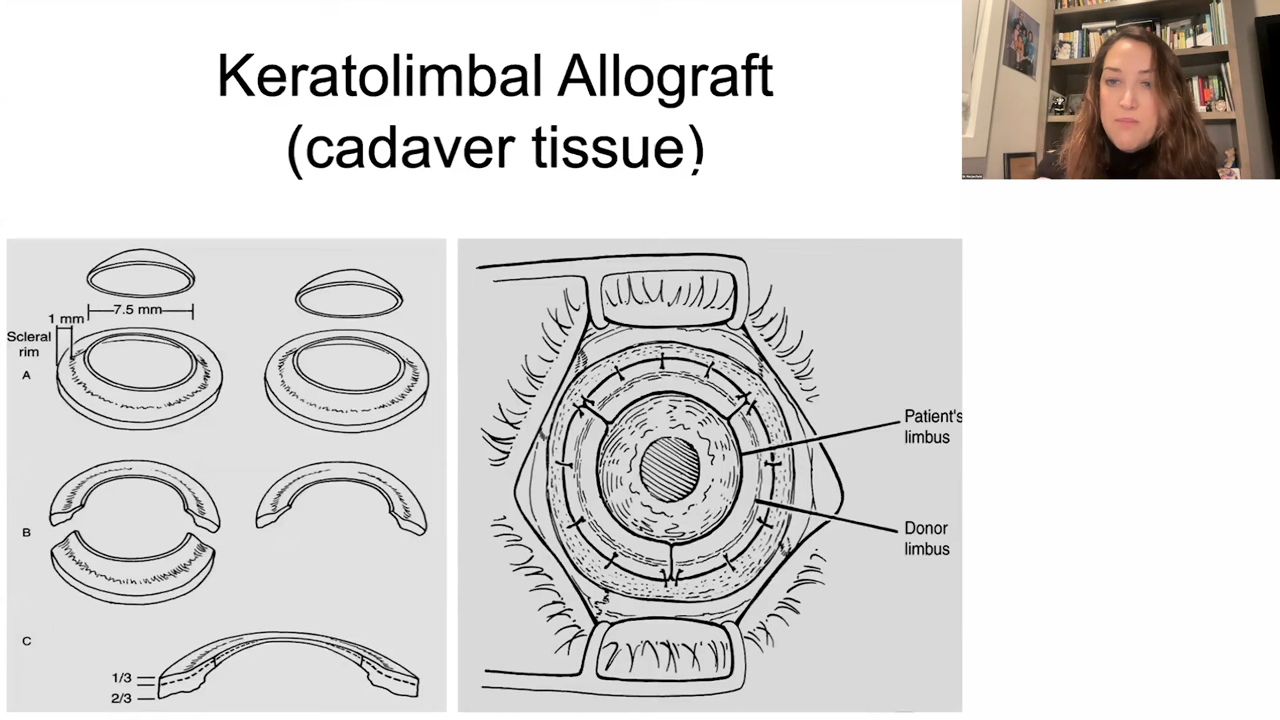 Keratolimbal Allograft
(cadaver tissue)
7.5 mm
1 mm
Scleral
rim
A
B
C
1/3
2/3
Patient's
limbus
Donor
limbus